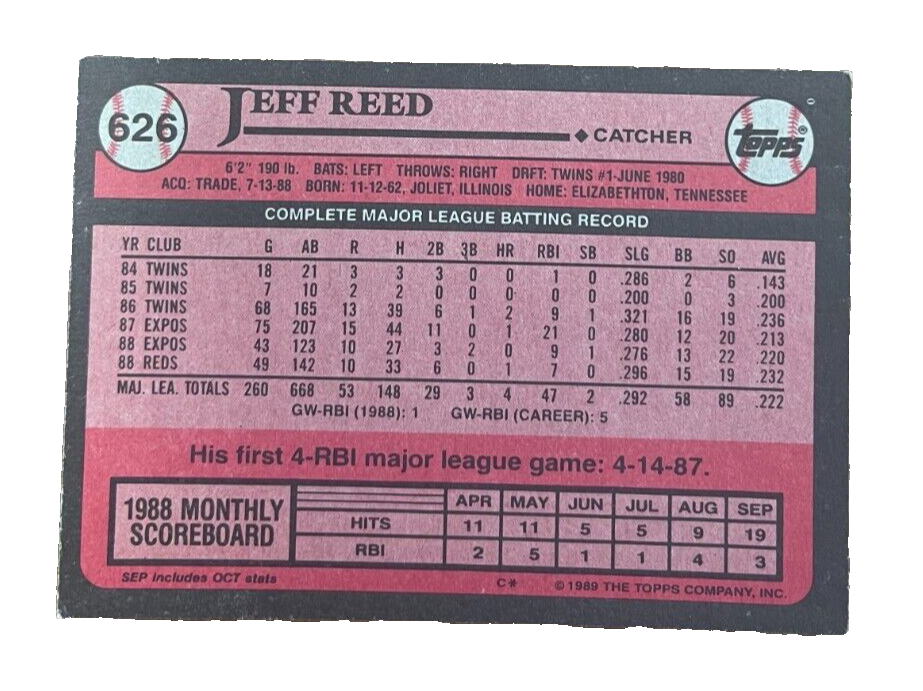 626
JEFF REED
◆ CATCHER
TOPPS®
6'2" 190 lb. BATS: LEFT THROWS: RIGHT DRFT: TWINS #1-JUNE 1980
ACQ: TRADE, 7-13-88 BORN: 11-12-62, JOLIET, ILLINOIS HOME: ELIZABETHTON, TENNESSEE
COMPLETE MAJOR LEAGUE BATTING RECORD
YR CLUB G AB R H 2B 3B HR RBI SB SLG BB SO AVG
84 TWINS 18 21 3 3 3 0 0 1 0 .286 2 6 .143
85 TWINS 7 10 2 2 0 0 0 0 0 .200 0 3 .200
86 TWINS 68 165 13 39 6 1 2 9 1 .321 16 19 .236
87 EXPOS 75 207 15 44 11 0 1 21 0 .280 12 20 .213
88 EXPOS 43 123 10 27 3 2 0 9 1 .276 13 22 .220
88 REDS 49 142 10 33 6 0 1 7 0 .296 15 19 .232
MAJ. LEA. TOTALS 260 668 53 148 29 3 4 47 2 .292 58 89 .222
GW-RBI (1988): 1 GW-RBI (CAREER): 5
His first 4-RBI major league game: 4-14-87.
1988 MONTHLY SCOREBOARD
APR MAY JUN JUL AUG SEP
HITS 11 11 5 5 9 19
RBI 2 5 1 1 4 3
SEP includes OCT stats
C* © 1989 THE TOPPS COMPANY, INC.